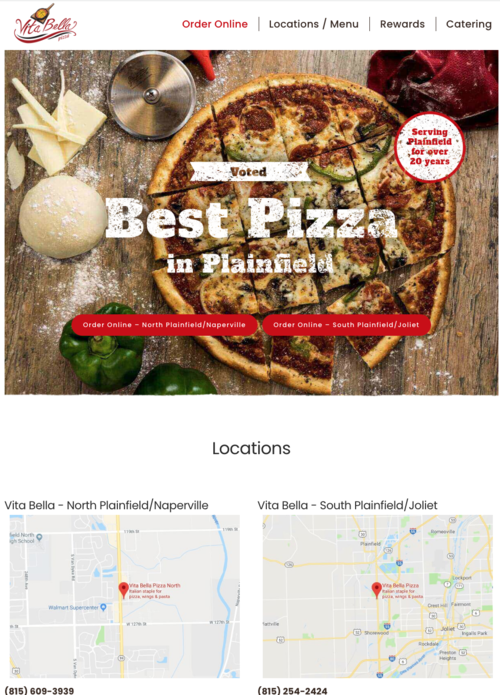 Vita Bella
pizza
Order Online
Locations / Menu
Rewards
Catering
Serving
Plainfield
for over
20 years
Voted
Best Pizza
in Plainfield
Order Online – North Plainfield/Naperville
Order Online – South Plainfield/Joliet
Locations
Vita Bella - North Plainfield/Naperville
Vita Bella Pizza North
Italian staple for
pizza, wings & pasta
Walmart Supercenter
W 127th St
W 127th St
(815) 609-3939
Vita Bella - South Plainfield/Joliet
Romeoville
Plainfield
Lockport
Vita Bella Pizza
Italian staple for
pizza, wings & pasta
Crest Hill
Fairmont
Shorewood
Joliet
Ingalls Park
Rockdale
Preston
Heights
(815) 254-2424